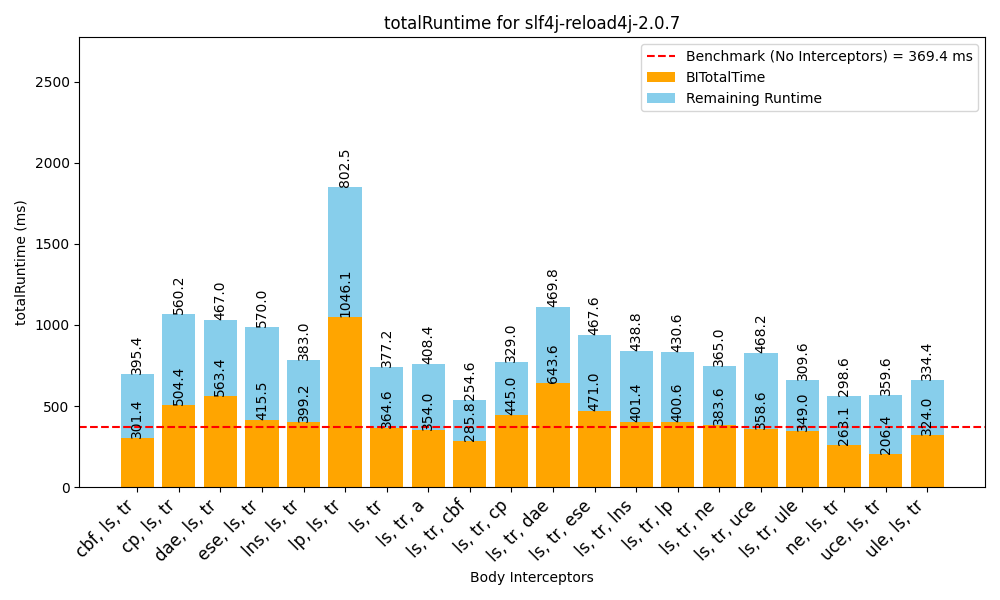 totalRuntime for slf4j-reload4j-2.0.7
Benchmark (No Interceptors) = 369.4 ms
BITotalTime
Remaining Runtime
totalRuntime (ms)
2500
2000
1500
1000
500
0
395.4
301.4
560.2
504.4
467.0
563.4
570.0
415.5
383.0
399.2
802.5
1046.1
377.2
364.6
408.4
354.0
254.6
285.8
329.0
445.0
469.8
643.6
467.6
471.0
438.8
401.4
430.6
400.6
365.0
383.6
468.2
358.6
309.6
349.0
298.6
263.1
359.6
206.4
334.4
324.0
cbf, ls, tr
cp, ls, tr
dae, ls, tr
ese, ls, tr
lns, ls, tr
lp, ls, tr
ls, tr
ls, tr, a
ls, tr, cbf
ls, tr, cp
ls, tr, dae
ls, tr, ese
ls, tr, lns
ls, tr, lp
ls, tr, ne
ls, tr, uce
ls, tr, ule
ne, ls, tr
uce, ls, tr
ule, ls, tr
Body Interceptors